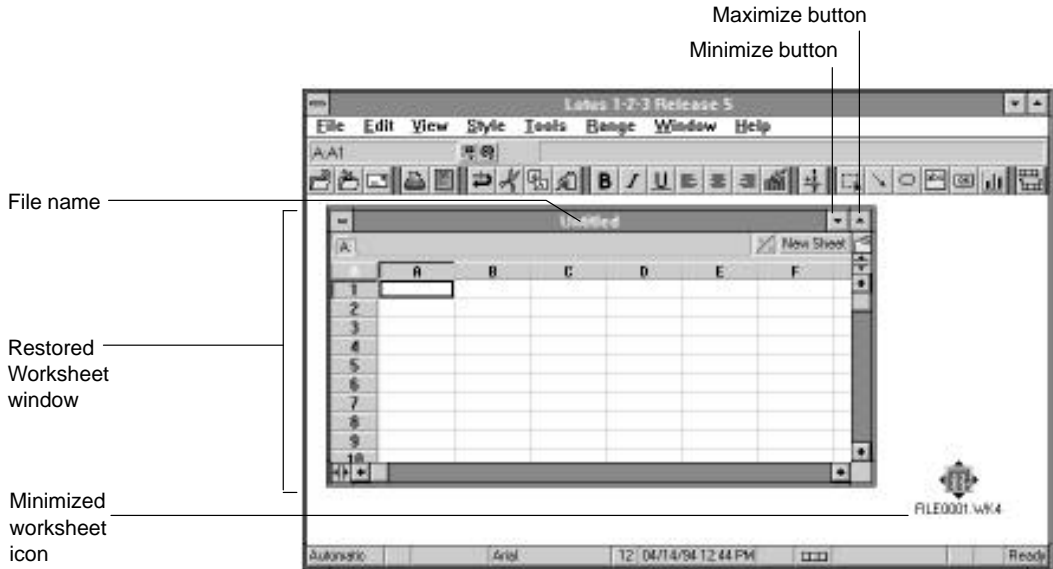 Maximize button
Minimize button
Lotus 1-2-3 Release 5
File Edit View Style Tools Range Window Help
A:A1
B I U
File name
Untitled
A
New Sheet
A B C D E F
1
2
3
4
5
6
7
8
9
10
Restored
Worksheet
window
Minimized
worksheet
icon
FILE0001.WK4
Automatic Arial 12 04/14/94 12:44 PM Ready